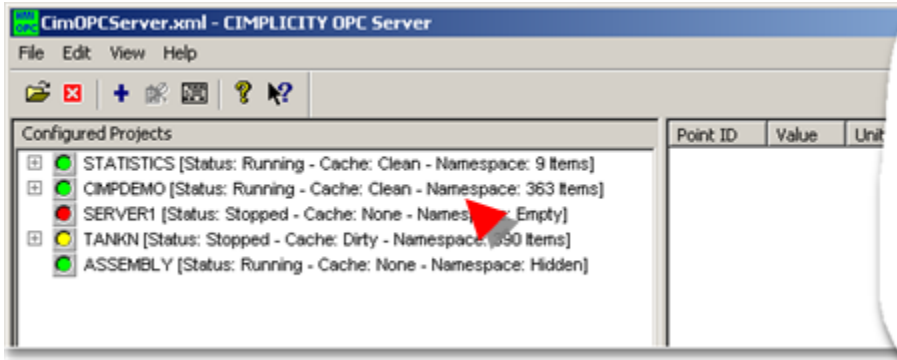 HMI
OPC
CimOPCServer.xml - CIMPLICITY OPC Server
File Edit View Help
Configured Projects
Point ID Value
STATISTICS [Status: Running - Cache: Clean - Namespace: 9 Items]
CIMPDEMO [Status: Running - Cache: Clean - Namespace: 363 Items]
SERVER1 [Status: Stopped - Cache: None - Empty]
TANKN [Status: Stopped - Cache: Dirty - Namespace: Items]
ASSEMBLY [Status: Running - Cache: None - Namespace: Hidden]